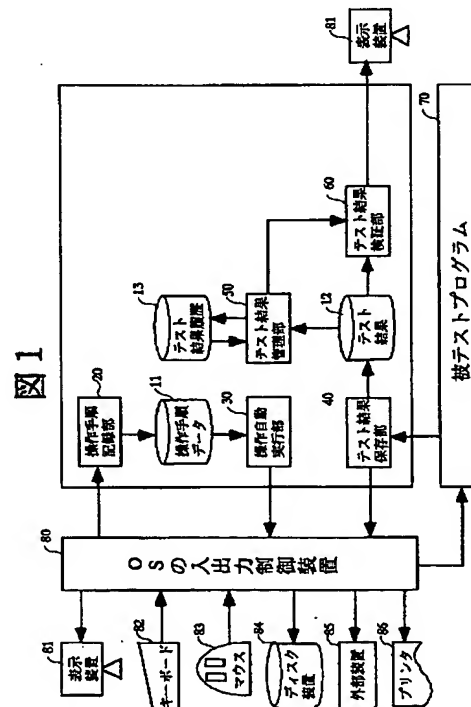 図1
81
表示
装置
82
キーボード
83
マウス
84
ディスク
装置
85
外部装置
86
プリンタ
80
OSの入出力制御装置
20
操作手順
記録部
11
操作手順
データ
30
操作自動
実行部
13
テスト
結果履歴
50
テスト結果
管理部
40
テスト結果
保存部
12
テスト
結果
60
テスト結果
検証部
81
表示
装置
70
被テストプログラム